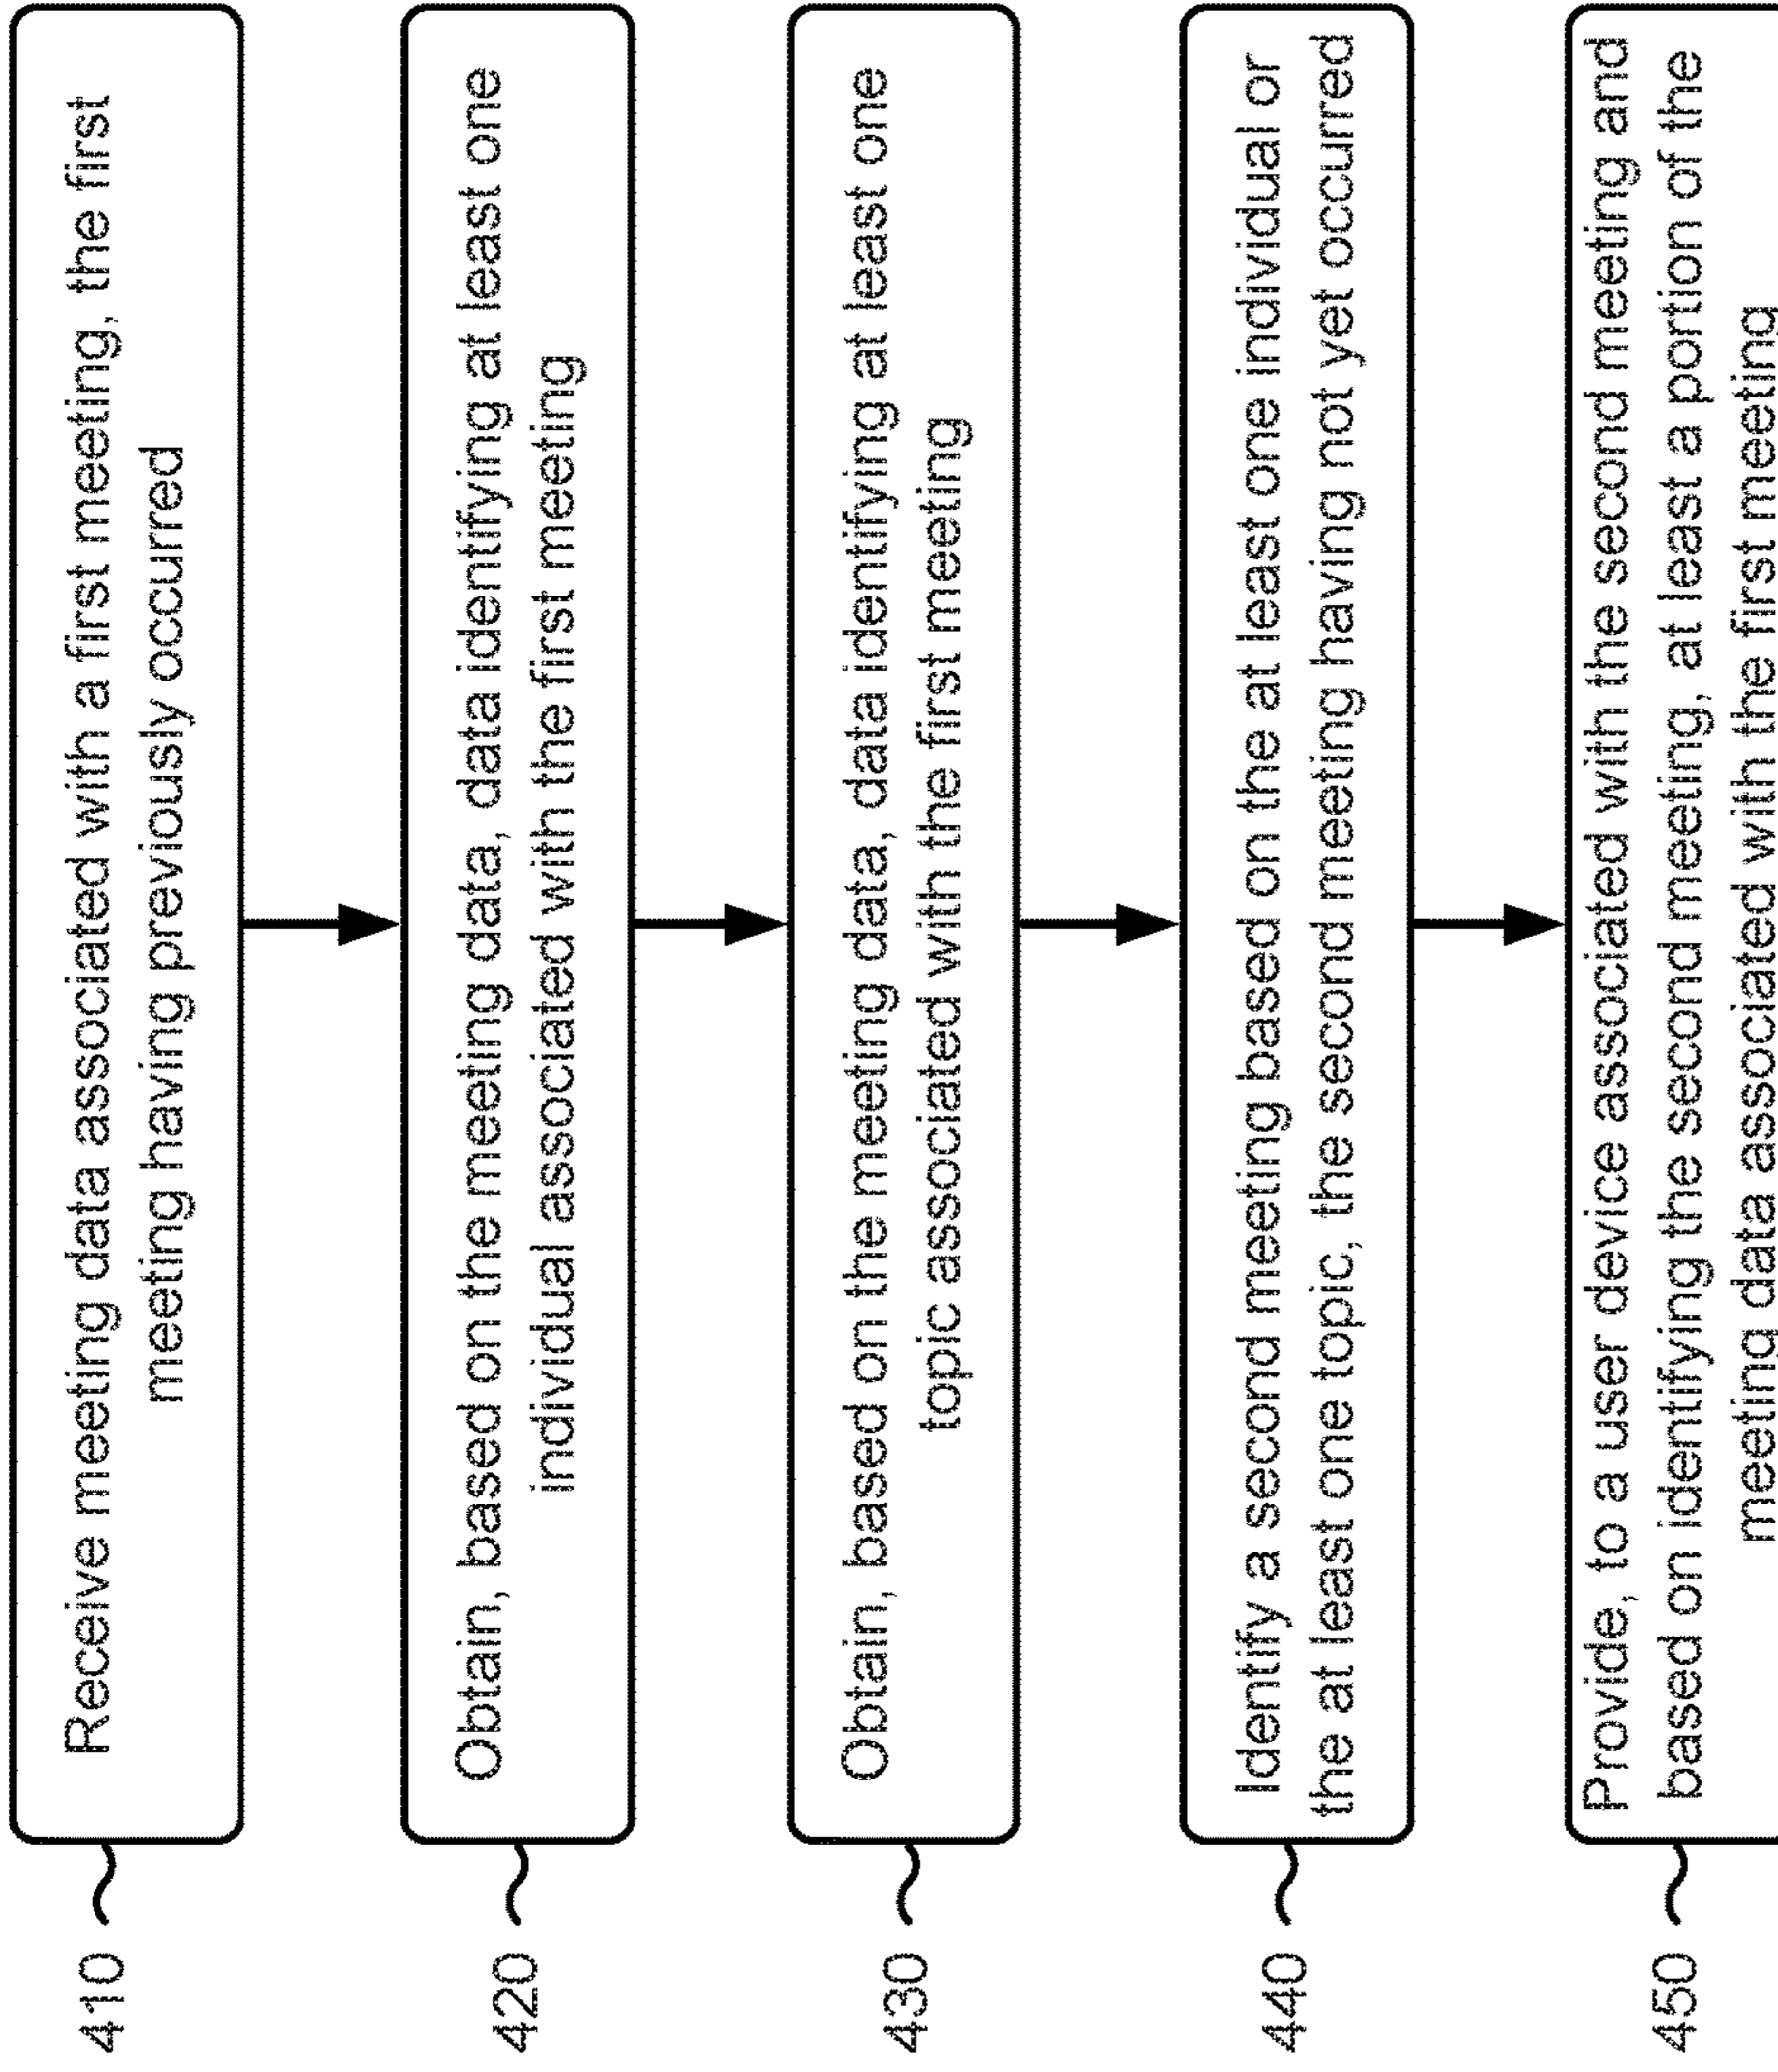 410
Receive meeting data associated with a first meeting, the first
meeting having previously occurred
420
Obtain, based on the meeting data, data identifying at least one
individual associated with the first meeting
430
Obtain, based on the meeting data, data identifying at least one
topic associated with the first meeting
440
Identify a second meeting based on the at least one individual or
the at least one topic, the second meeting having not yet occurred
450
Provide, to a user device associated with the second meeting and
based on identifying the second meeting, at least a portion of the
meeting data associated with the first meeting